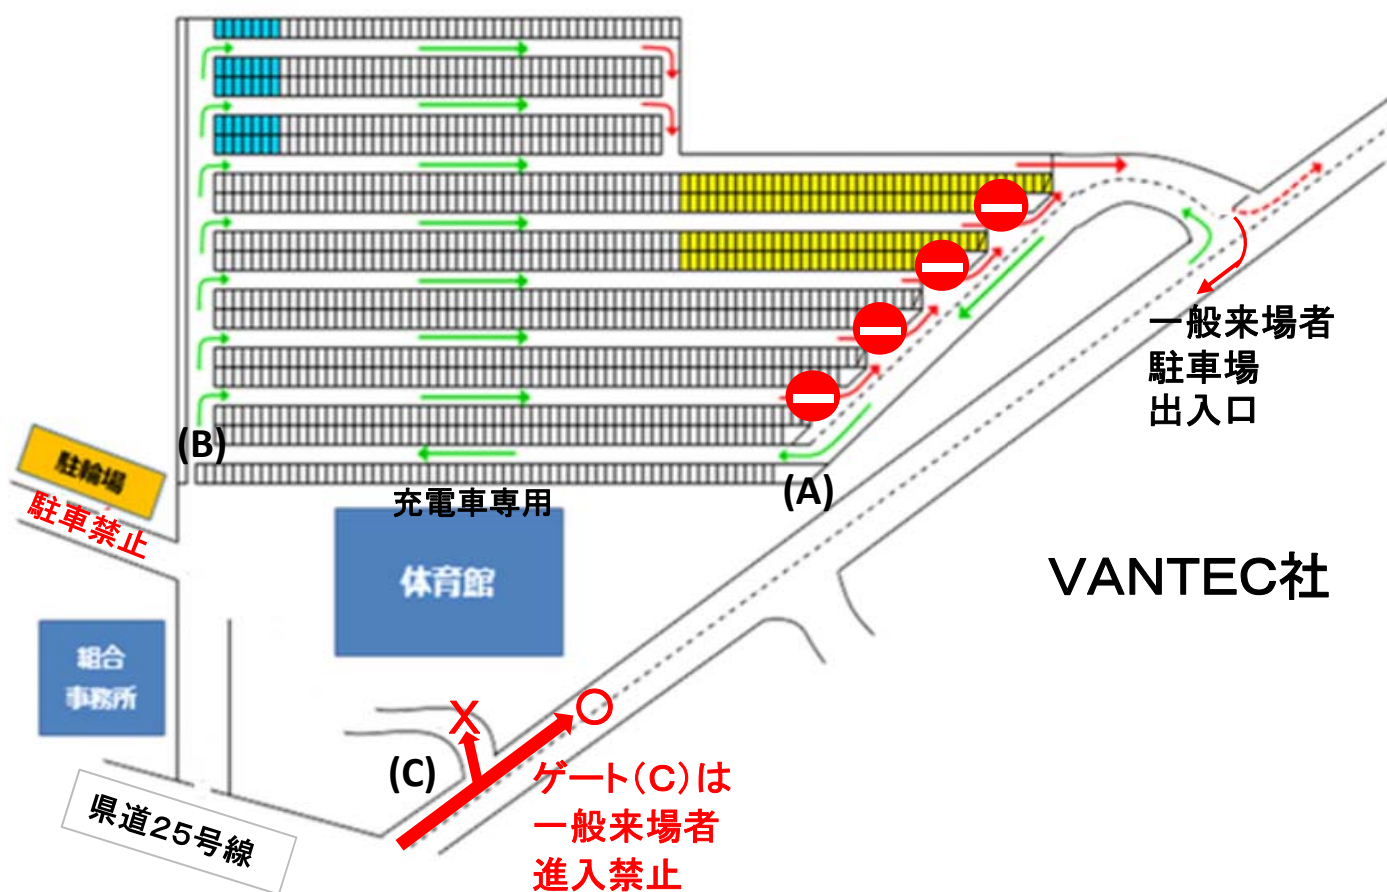 一般来場者
駐車場
出入口
(B)
駐輪場
駐車禁止
充電車専用
(A)
体育館
VANTEC社
組合
事務所
X
(C)
ゲート(C)は
一般来場者
進入禁止
県道25号線